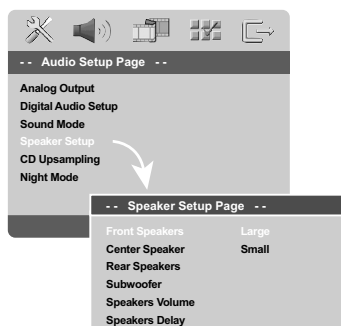 - - Audio Setup Page - -
Analog Output
Digital Audio Setup
Sound Mode
Speaker Setup
CD Upsampling
Night Mode
- - Speaker Setup Page - -
Front Speakers Large
Center Speaker Small
Rear Speakers
Subwoofer
Speakers Volume
Speakers Delay